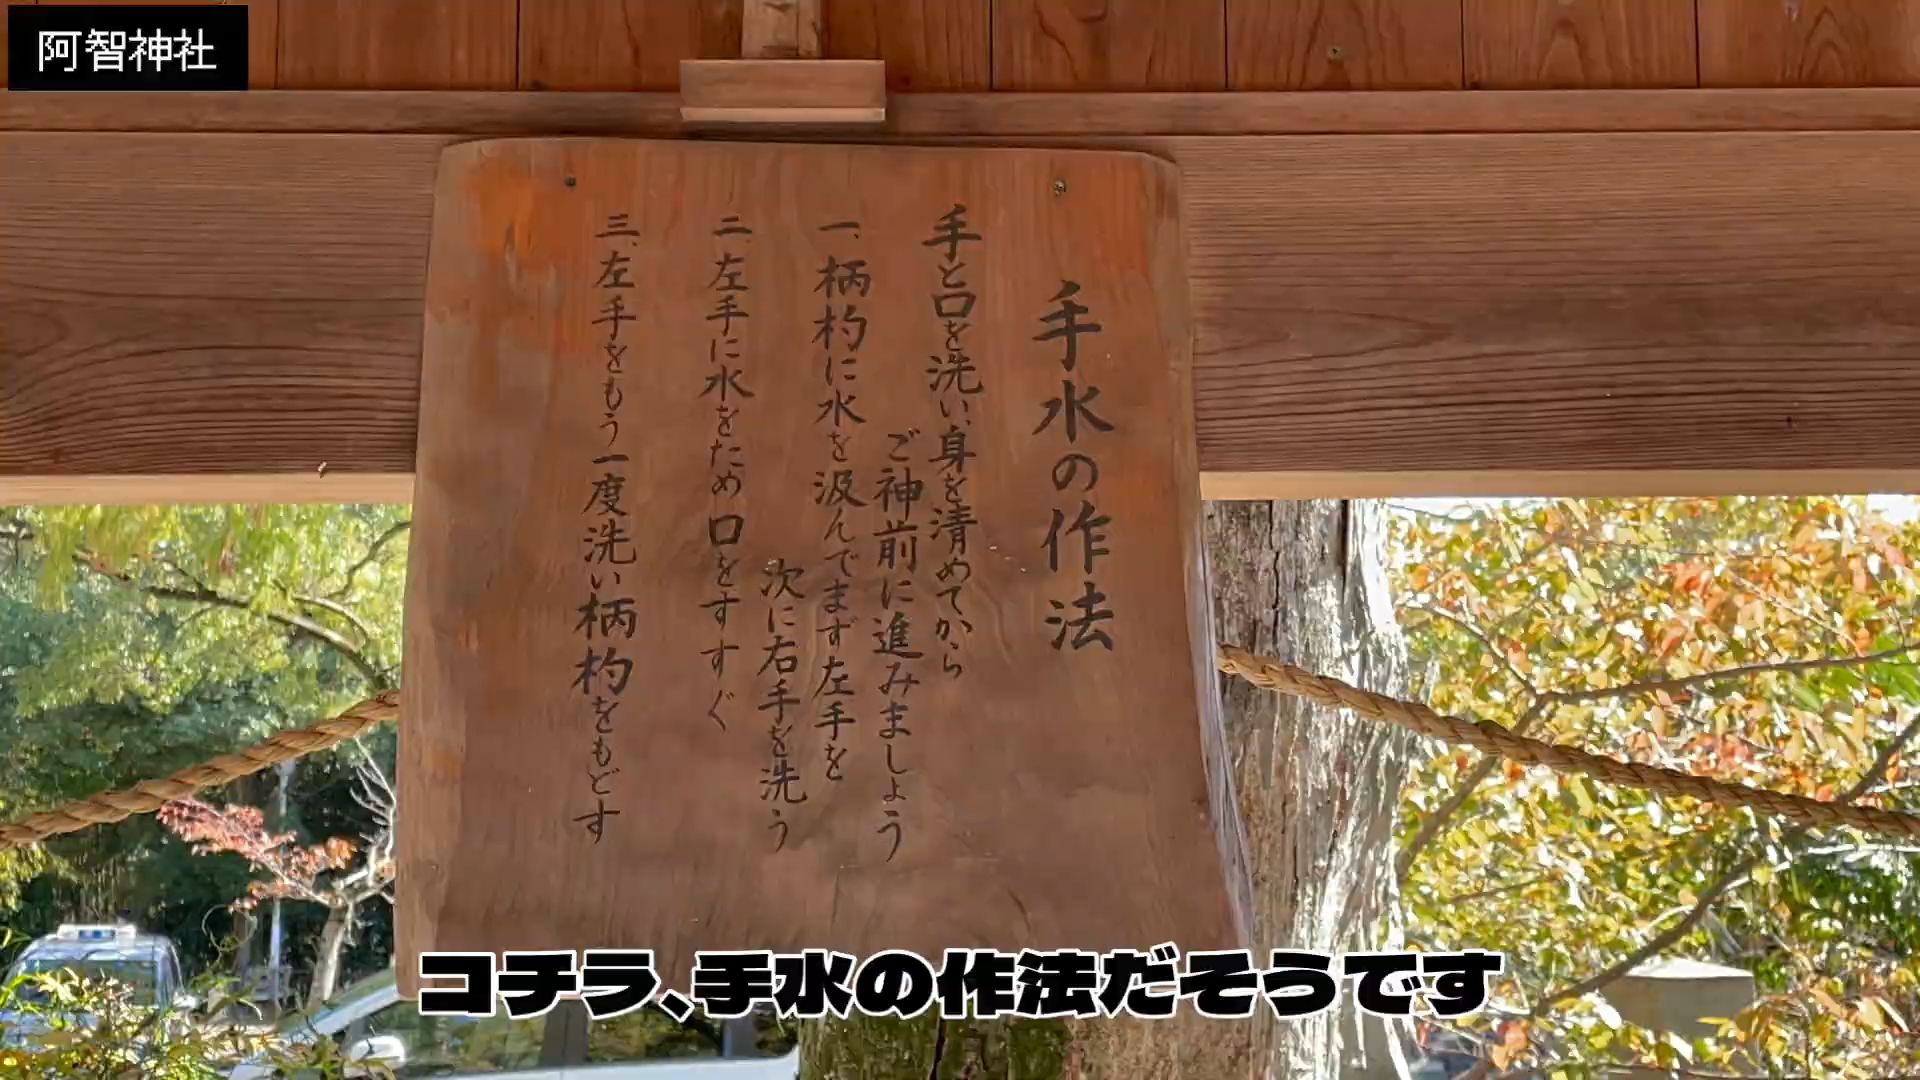 阿智神社
手水の作法
手と口を洗い、身を清めてから
ご神前に進みましょう
一、柄杓に水を汲んでまず左手を
次に右手を洗う
二、左手に水をため口をすすぐ
三、左手をもう一度洗い柄杓をもどす
コチラ、手水の作法だそうです